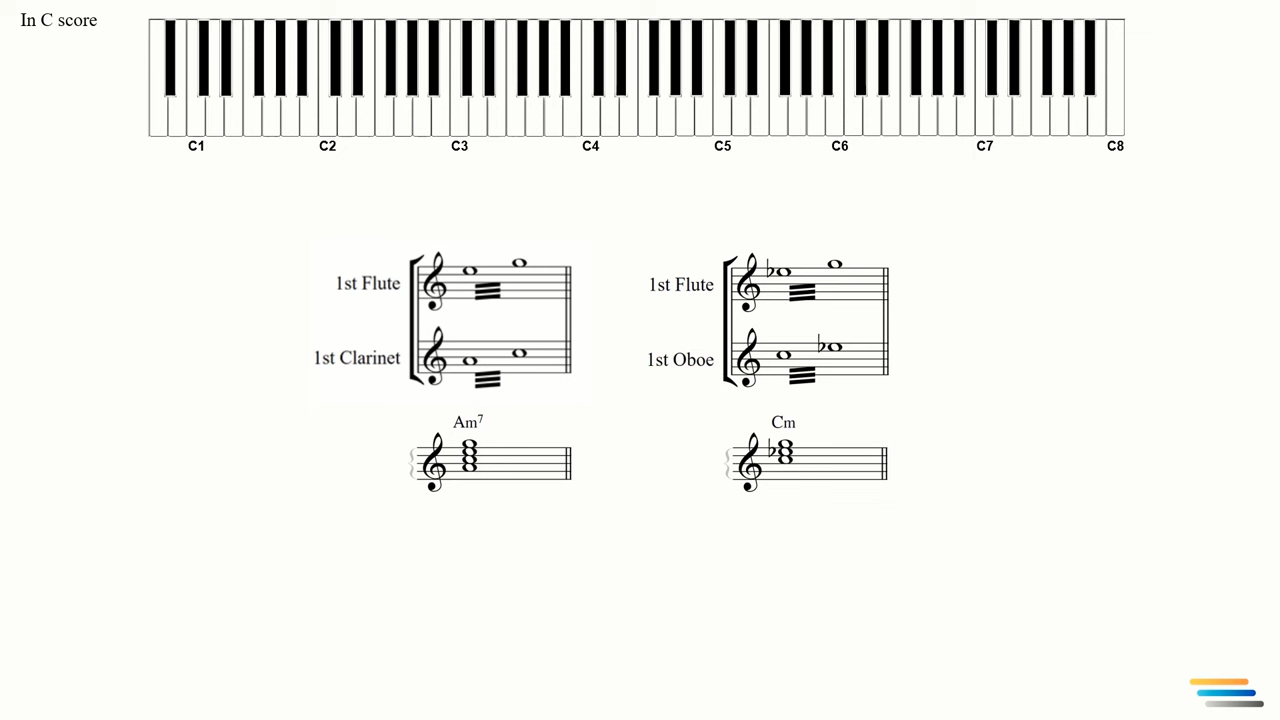 In C score
C1 C2 C3 C4 C5 C6 C7 C8
1st Flute
1st Clarinet
Am7
1st Flute
1st Oboe
Cm